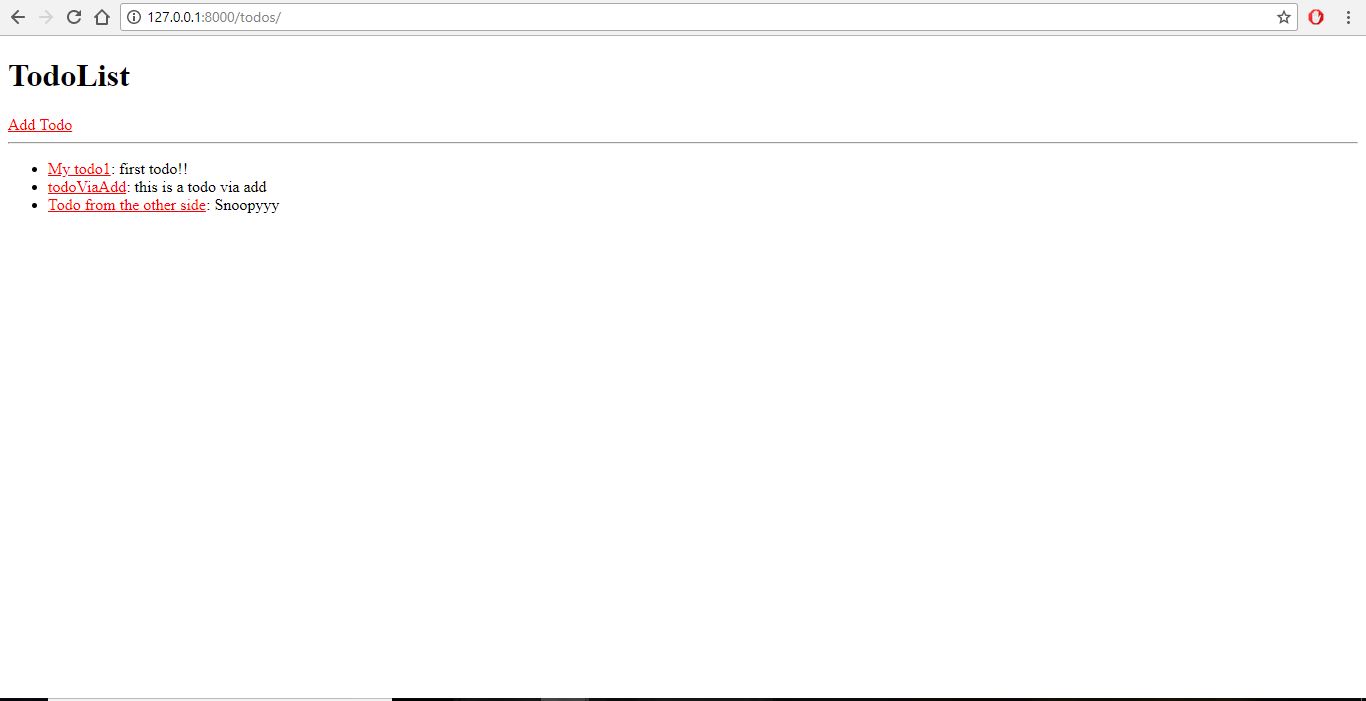 127.0.0.1:8000/todos/
TodoList
Add Todo
My todo1: first todo!!
todoViaAdd: this is a todo via add
Todo from the other side: Snoopyyy